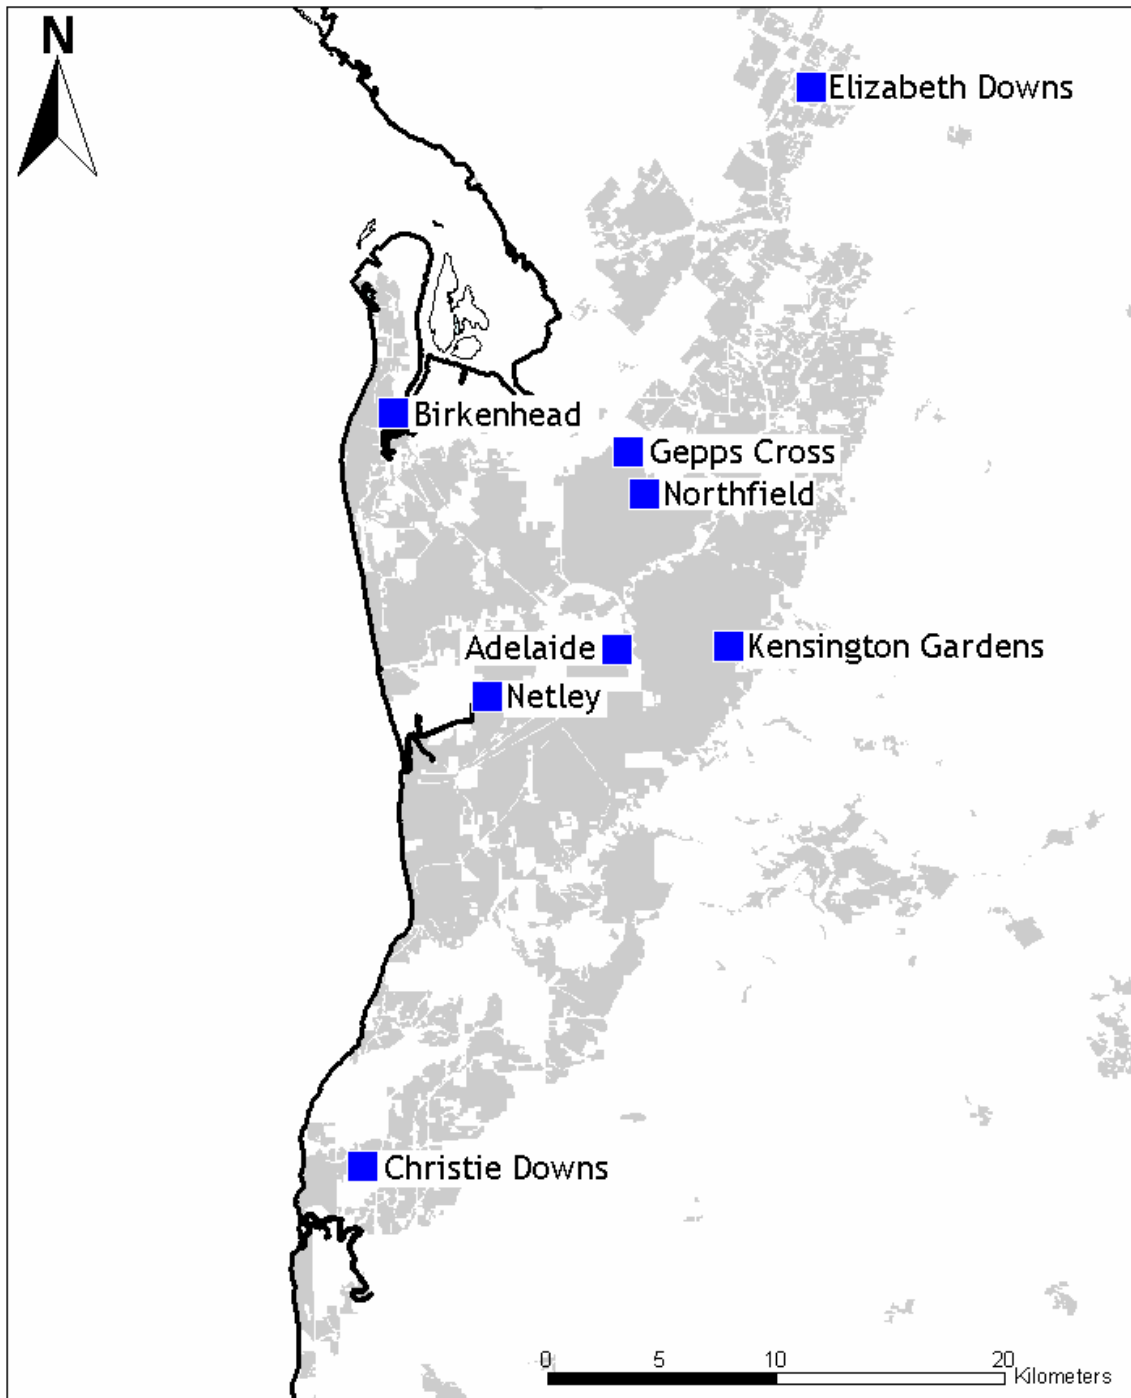 N
Elizabeth Downs
Birkenhead
Gepps Cross
Northfield
Adelaide
Kensington Gardens
Netley
Christie Downs
0 5 10 20
Kilometers